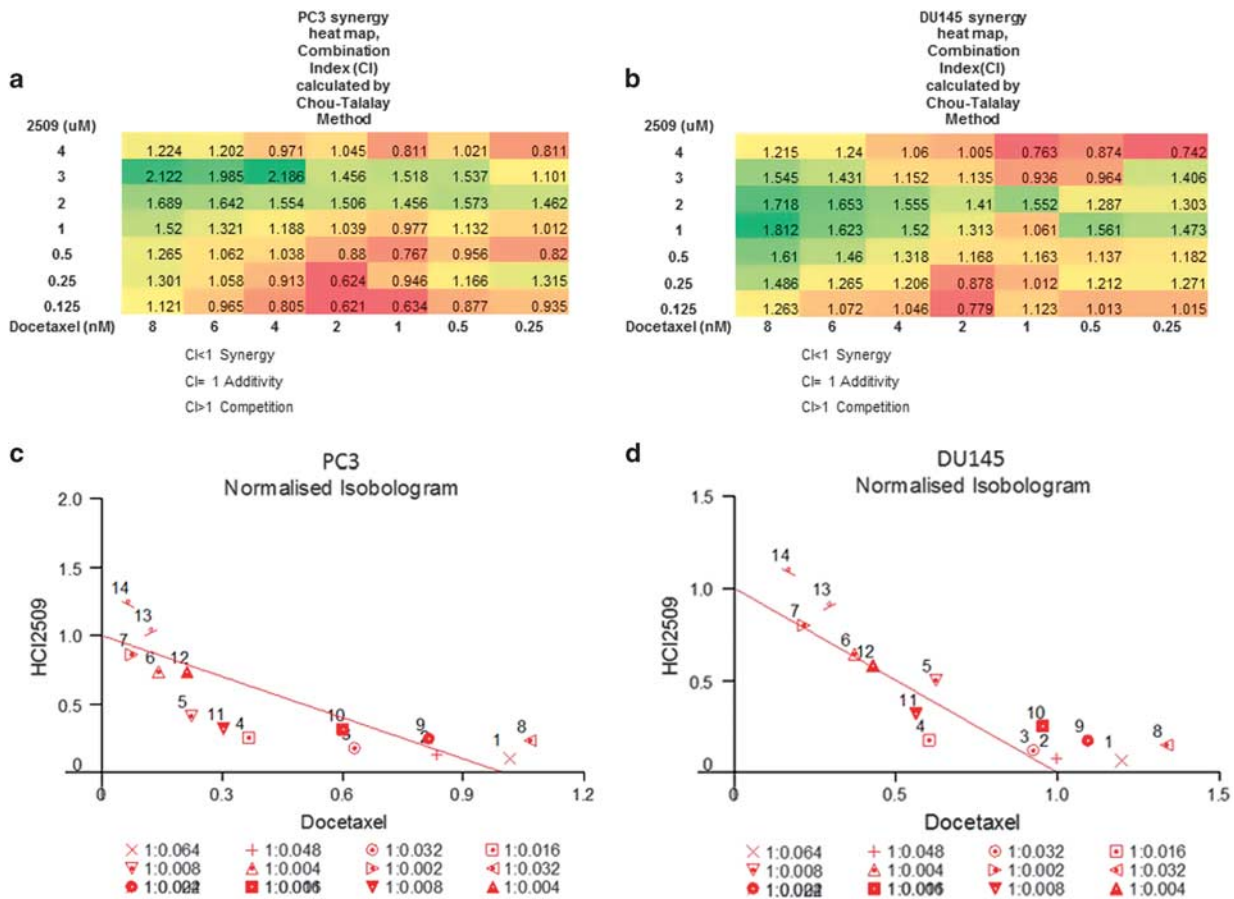 a
PC3 synergy
heat map,
Combination
Index (CI)
calculated by
Chou-Talalay
Method
2509 (uM)
4 1.224 1.202 0.971 1.045 0.811 1.021 0.811
3 2.122 1.985 2.186 1.456 1.518 1.537 1.101
2 1.689 1.642 1.554 1.506 1.456 1.573 1.462
1 1.52 1.321 1.188 1.039 0.977 1.132 1.012
0.5 1.265 1.062 1.038 0.88 0.767 0.956 0.82
0.25 1.301 1.058 0.913 0.624 0.946 1.166 1.315
0.125 1.121 0.965 0.805 0.621 0.634 0.877 0.935
Docetaxel (nM) 8 6 4 2 1 0.5 0.25
CI<1 Synergy
CI= 1 Additivity
CI>1 Competition
b
DU145 synergy
heat map,
Combination
Index(CI)
calculated by
Chou-Talalay
Method
2509 (uM)
4 1.215 1.24 1.06 1.005 0.763 0.874 0.742
3 1.545 1.431 1.152 1.135 0.936 0.964 1.406
2 1.718 1.653 1.555 1.41 1.552 1.287 1.303
1 1.812 1.623 1.52 1.313 1.061 1.561 1.473
0.5 1.61 1.46 1.318 1.168 1.163 1.137 1.182
0.25 1.486 1.265 1.206 0.878 1.012 1.212 1.271
0.125 1.263 1.072 1.046 0.779 1.123 1.013 1.015
Docetaxel (nM) 8 6 4 2 1 0.5 0.25
CI<1 Synergy
CI= 1 Additivity
CI>1 Competition
c
PC3
Normalised Isobologram
HCI2509
2.0
1.5
1.0
0.5
0
14
13
7
6
12
5
11
4
10
3
9
1
8
0 0.3 0.6 0.9 1.2
Docetaxel
1:0.064 1:0.048 1:0.032 1:0.016
1:0.008 1:0.004 1:0.002 1:0.032
1:0.008 1:0.004
d
DU145
Normalised Isobologram
HCI2509
1.5
1.0
0.5
0
14
13
7
6
12
5
11
4
10
3
2
9
1
8
0 0.5 1.0 1.5
Docetaxel
1:0.064 1:0.048 1:0.032 1:0.016
1:0.008 1:0.004 1:0.002 1:0.032
1:0.008 1:0.004